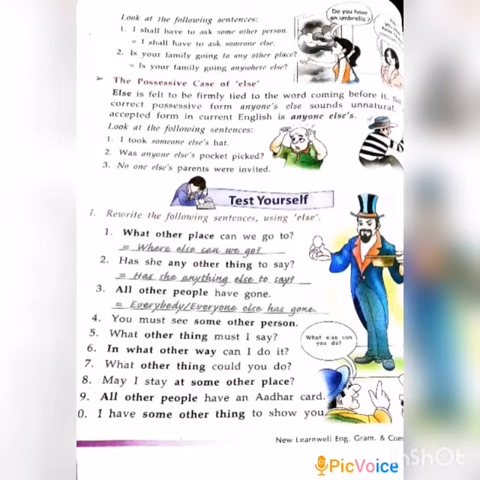 Look at the following sentences:
1. I shall have to ask some other person.
= I shall have to ask someone else.
2. Is your family going to any other place?
= Is your family going anywhere else?
Do you have
an umbrella?
➢ The Possessive Case of 'else'
Else is felt to be firmly tied to the word coming before it. So
correct possessive form anyone's else sounds unnatural.
accepted form in current English is anyone else's.
Look at the following sentences:
1. I took someone else's hat.
2. Was anyone else's pocket picked?
3. No one else's parents were invited.
Test Yourself
1. Rewrite the following sentences, using 'else'.
1. What other place can we go to?
= Where else can we go?
2. Has she any other thing to say?
= Has she anything else to say?
3. All other people have gone.
= Everybody/Everyone else has gone.
4. You must see some other person.
5. What other thing must I say?
6. In what other way can I do it?
7. What other thing could you do?
8. May I stay at some other place?
9. All other people have an Aadhar card.
0. I have some other thing to show you.
What else can
you do?
New Learnwell Eng. Gram. & Com
InShOt
PicVoice